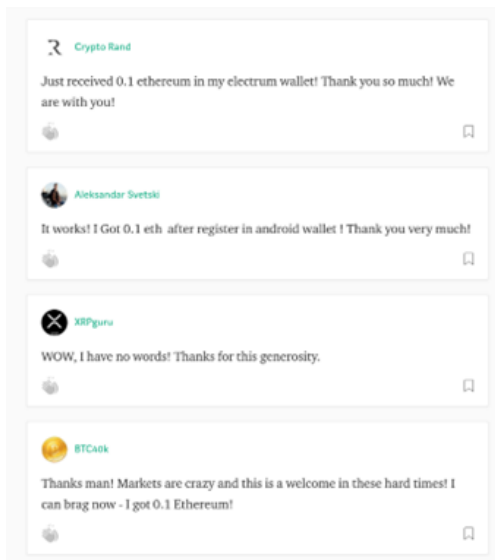 Crypto Rand
Just received 0.1 ethereum in my electrum wallet! Thank you so much! We
are with you!
Aleksandar Svetski
It works! I Got 0.1 eth after register in android wallet ! Thank you very much!
XRPguru
WOW, I have no words! Thanks for this generosity.
BTC40k
Thanks man! Markets are crazy and this is a welcome in these hard times! I
can brag now - I got 0.1 Ethereum!